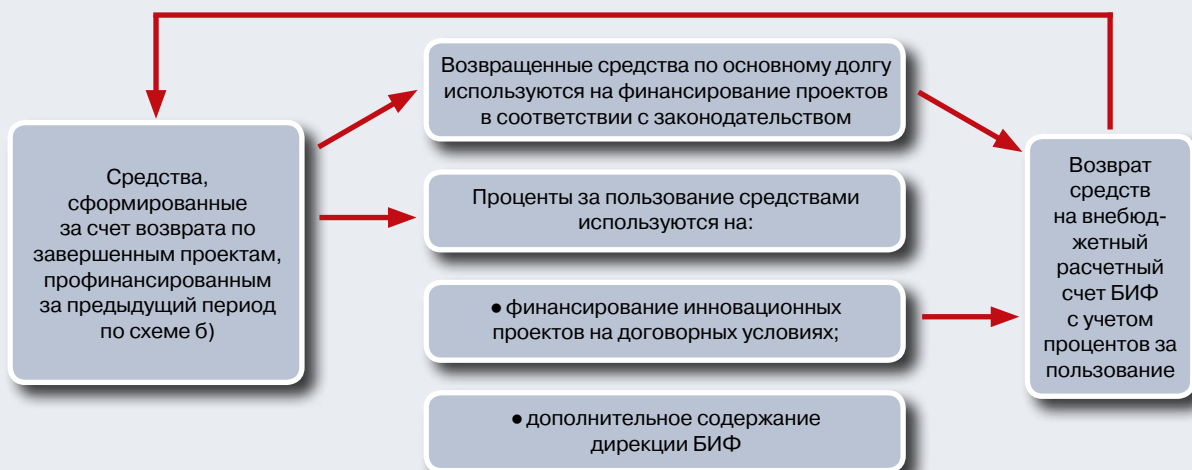 Возвращенные средства по основному долгу
используются на финансирование проектов
в соответствии с законодательством
Средства,
сформированные
за счет возврата по
завершенным проектам,
профинансированным
за предыдущий период
по схеме б)
Проценты за пользование средствами
используются на:
● финансирование инновационных
проектов на договорных условиях;
● дополнительное содержание
дирекции БИФ
Возврат
средств
на внебюд-
жетный
расчетный
счет БИФ
с учетом
процентов за
пользование